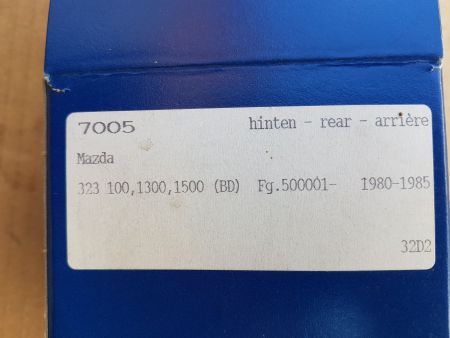 7005 hinten - rear - arrière
Mazda
323 100,1300,1500 (BD) Fg.500001- 1980-1985
32D2